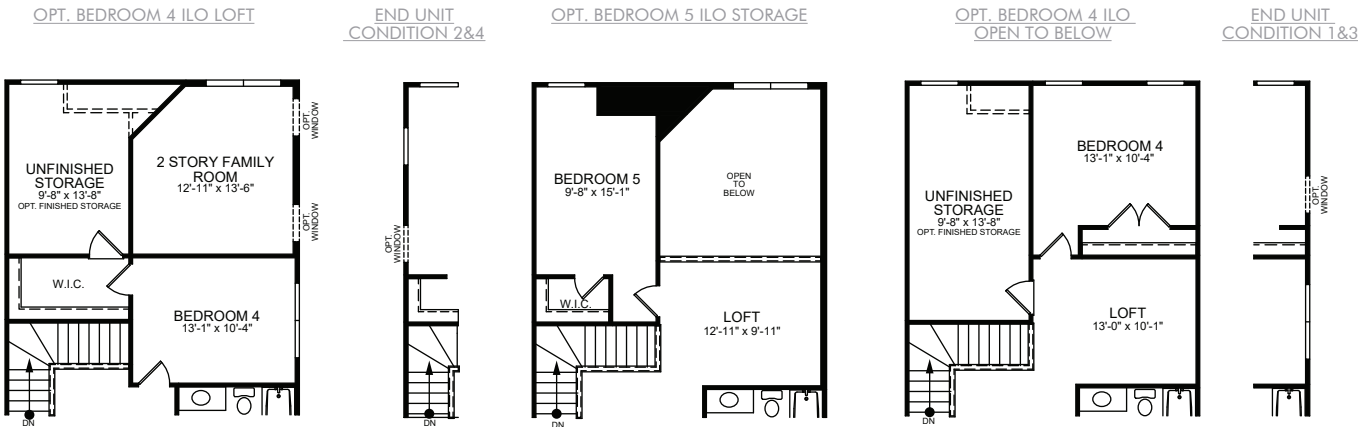 OPT. BEDROOM 4 ILO LOFT
OPT.
WINDOW
UNFINISHED
STORAGE
9'-8" x 13'-8"
OPT. FINISHED STORAGE
2 STORY FAMILY
ROOM
12'-11" x 13'-6"
OPT.
WINDOW
W.I.C.
BEDROOM 4
13'-1" x 10'-4"
DN
END UNIT
CONDITION 2&4
OPT.
WINDOW
DN
OPT. BEDROOM 5 ILO STORAGE
BEDROOM 5
9'-8" x 15'-1"
OPEN
TO
BELOW
W.I.C.
LOFT
12'-11" x 9'-11"
DN
OPT. BEDROOM 4 ILO
OPEN TO BELOW
BEDROOM 4
13'-1" x 10'-4"
UNFINISHED
STORAGE
9'-8" x 13'-8"
OPT. FINISHED STORAGE
LOFT
13'-0" x 10'-1"
DN
END UNIT
CONDITION 1&3
OPT.
WINDOW